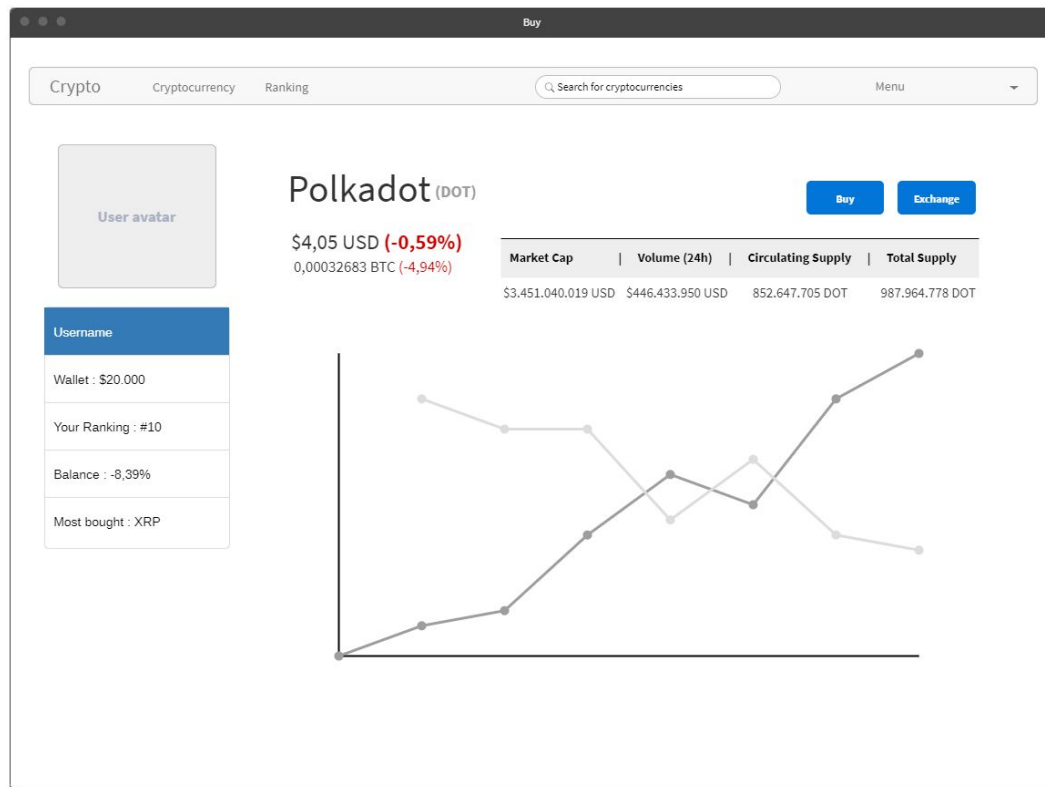 Buy
Crypto Cryptocurrency Ranking Search for cryptocurrencies Menu
User avatar
Username
Wallet : $20.000
Your Ranking : #10
Balance : -8,39%
Most bought : XRP
Polkadot (DOT)
$4,05 USD (-0,59%)
0,00032683 BTC (-4,94%)
Buy Exchange
Market Cap | Volume (24h) | Circulating Supply | Total Supply
$3.451.040.019 USD $446.433.950 USD 852.647.705 DOT 987.964.778 DOT